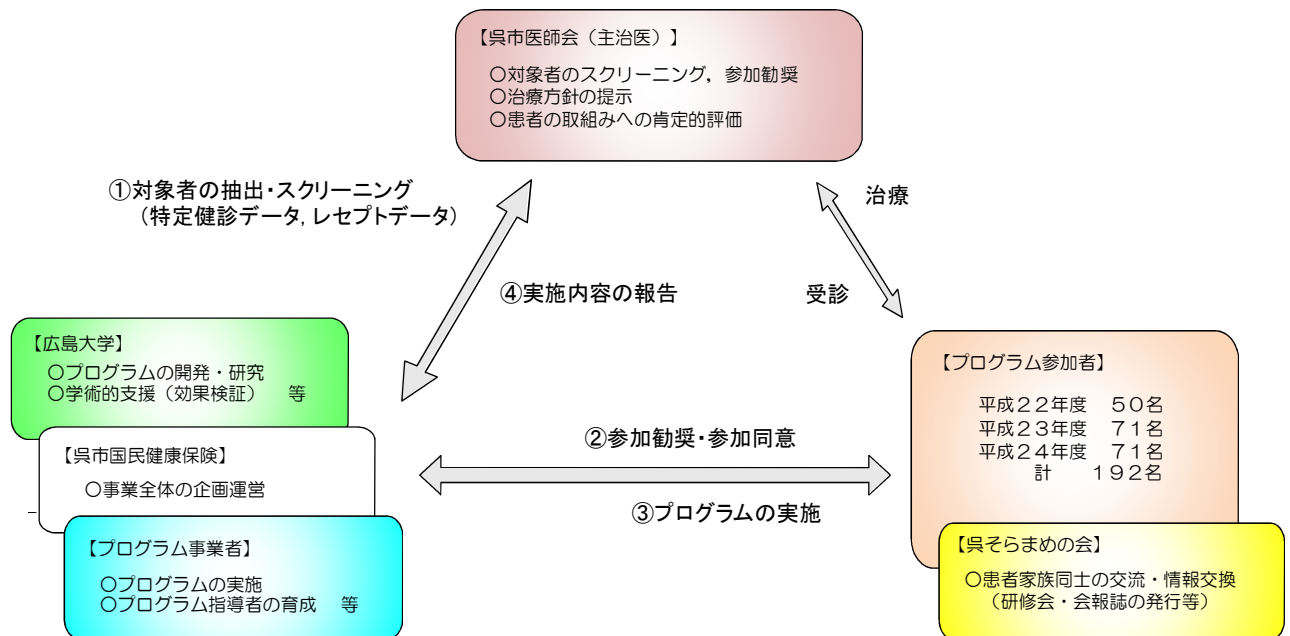 【呉市医師会（主治医）】
○対象者のスクリーニング，参加勧奨
○治療方針の提示
○患者の取組みへの肯定的評価
①対象者の抽出・スクリーニング
（特定健診データ，レセプトデータ）
治療
④実施内容の報告
受診
【広島大学】
○プログラムの開発・研究
○学術的支援（効果検証）　等
【呉市国民健康保険】
○事業全体の企画運営
【プログラム事業者】
○プログラムの実施
○プログラム指導者の育成　等
②参加勧奨・参加同意
③プログラムの実施
【プログラム参加者】
平成２２年度　５０名
平成２３年度　７１名
平成２４年度　７１名
計　１９２名
【呉そらまめの会】
○患者家族同士の交流・情報交換
（研修会・会報誌の発行等）